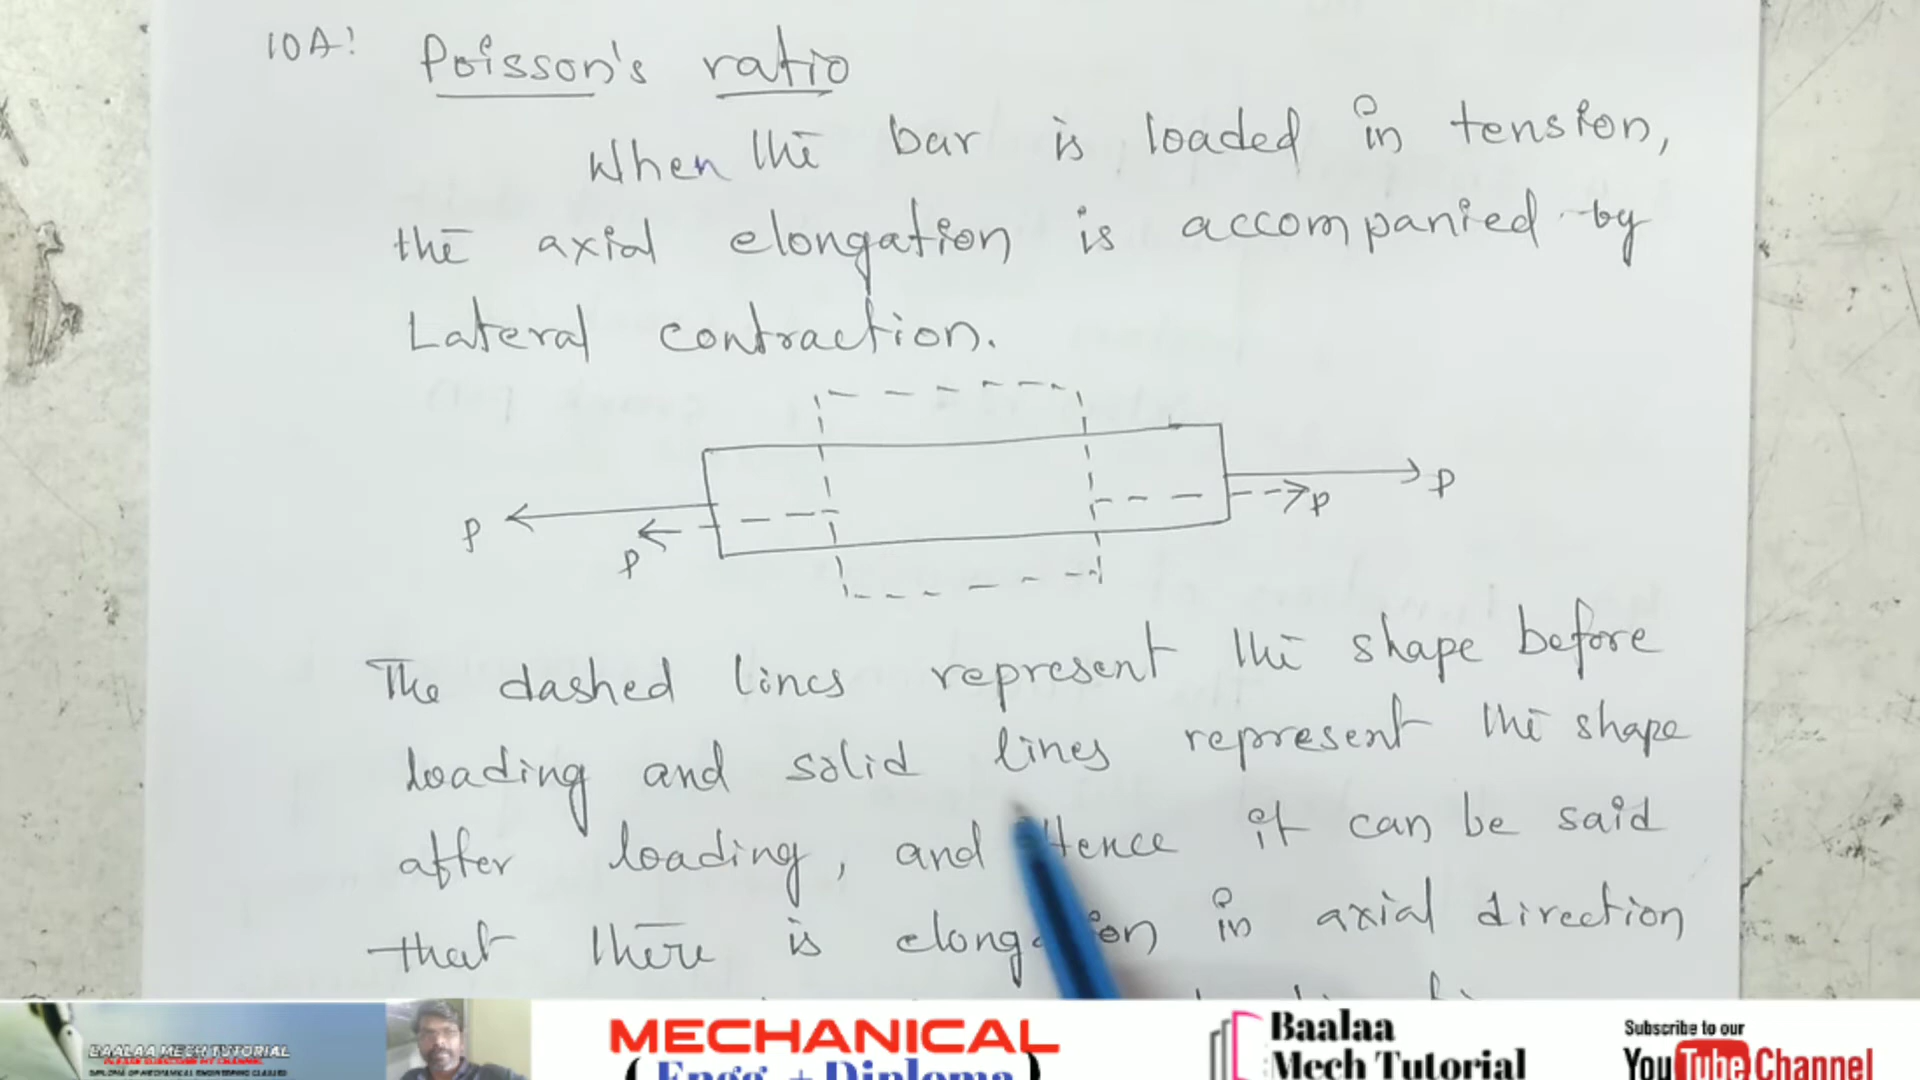 10A!
Poisson's ratio
When the bar is loaded in tension,
the axial elongation is accompanied by
Lateral contraction.
P
P
P
P
The dashed lines represent the shape before
loading and solid lines represent the shape
after loading, and Hence it can be said
that there is elongation in axial direction
BAALAA MECH TUTORIAL
MECHANICAL
(Engg. + Diploma)
Baalaa
Mech Tutorial
Subscribe to our
YouTube Channel